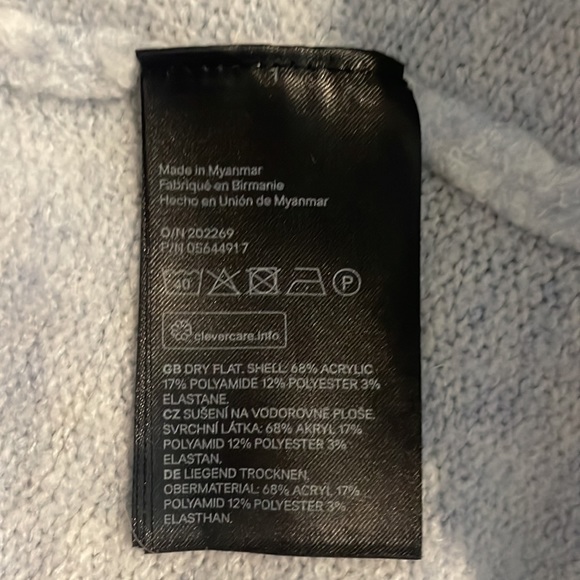 Made in Myanmar
Fabriqué en Birmanie
Hecho en Unión de Myanmar
O/N 202269
P/N 05644917
40 P
clevercare.info
GB DRY FLAT. SHELL: 68% ACRYLIC
17% POLYAMIDE 12% POLYESTER 3%
ELASTANE.
CZ SUŠENÍ NA VODOROVNE PLOŠE.
SVRCHNÍ LÁTKA: 68% AKRYL 17%
POLYAMID 12% POLYESTER 3%
ELASTAN.
DE LIEGEND TROCKNEN.
OBERMATERIAL: 68% ACRYL 17%
POLYAMID 12% POLYESTER 3%
ELASTHAN.